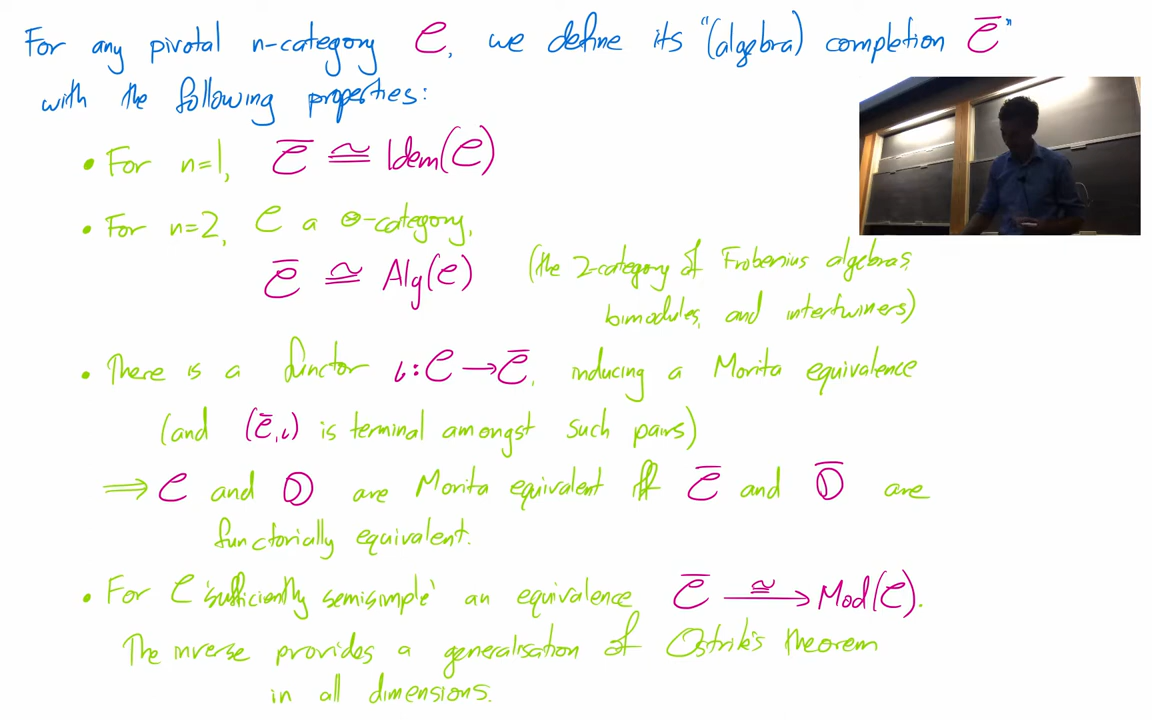 For any pivotal n-category C, we define its "(algebra) completion C̄"
with the following properties:
• For n=1, C̄ ≅ Idem(C)
• For n=2, C a Θ-category,
C̄ ≅ Alg(C) (the 2-category of Frobenius algebras,
bimodules, and intertwiners)
• There is a functor ι: C → C̄, inducing a Morita equivalence
(and (C̄, ι) is terminal amongst such pairs)
⇒ C and D are Morita equivalent iff C̄ and D̄ are
functorially equivalent.
• For C 'sufficiently semisimple' an equivalence C̄ ≅→ Mod(C).
The inverse provides a generalisation of Ostrik's theorem
in all dimensions.